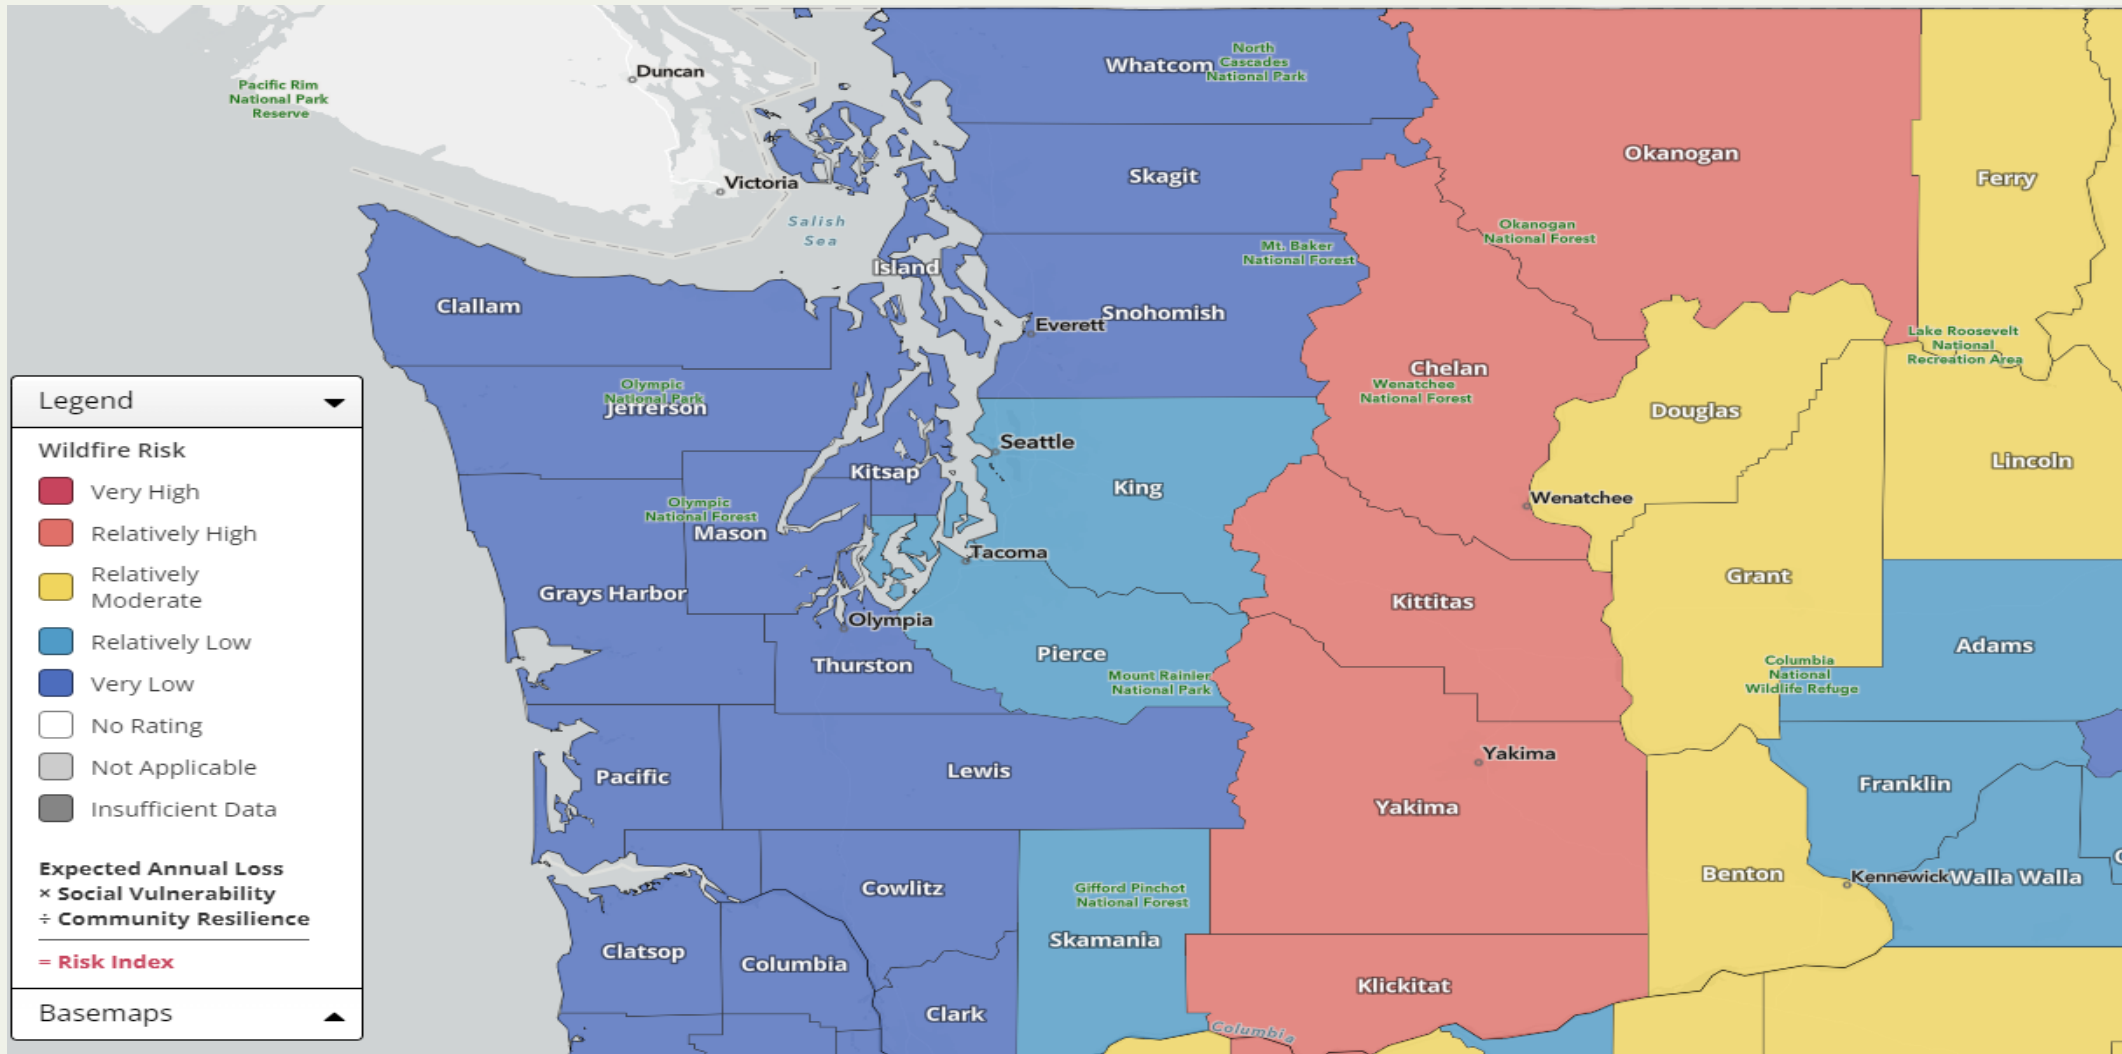 Duncan
Pacific Rim
National Park
Reserve
Victoria
Salish
Sea
Whatcom
North
Cascades
National Park
Okanogan
Ferry
Skagit
Okanogan
National Forest
Mt. Baker
National Forest
Island
Clallam
Everett
Snohomish
Lake Roosevelt
National
Recreation Area
Chelan
Wenatchee
National Forest
Olympic
National Park
Jefferson
Douglas
Lincoln
Seattle
Kitsap
King
Wenatchee
Olympic
National Forest
Mason
Tacoma
Grant
Grays Harbor
Kittitas
Olympia
Adams
Thurston
Pierce
Mount Rainier
National Park
Columbia
National
Wildlife Refuge
Pacific
Lewis
Yakima
Yakima
Franklin
Cowlitz
Gifford Pinchot
National Forest
Benton
Kennewick
Walla Walla
Skamania
Clatsop
Columbia
Klickitat
Clark
Columbia
Legend
Wildfire Risk
Very High
Relatively High
Relatively
Moderate
Relatively Low
Very Low
No Rating
Not Applicable
Insufficient Data
Expected Annual Loss
× Social Vulnerability
÷ Community Resilience
= Risk Index
Basemaps